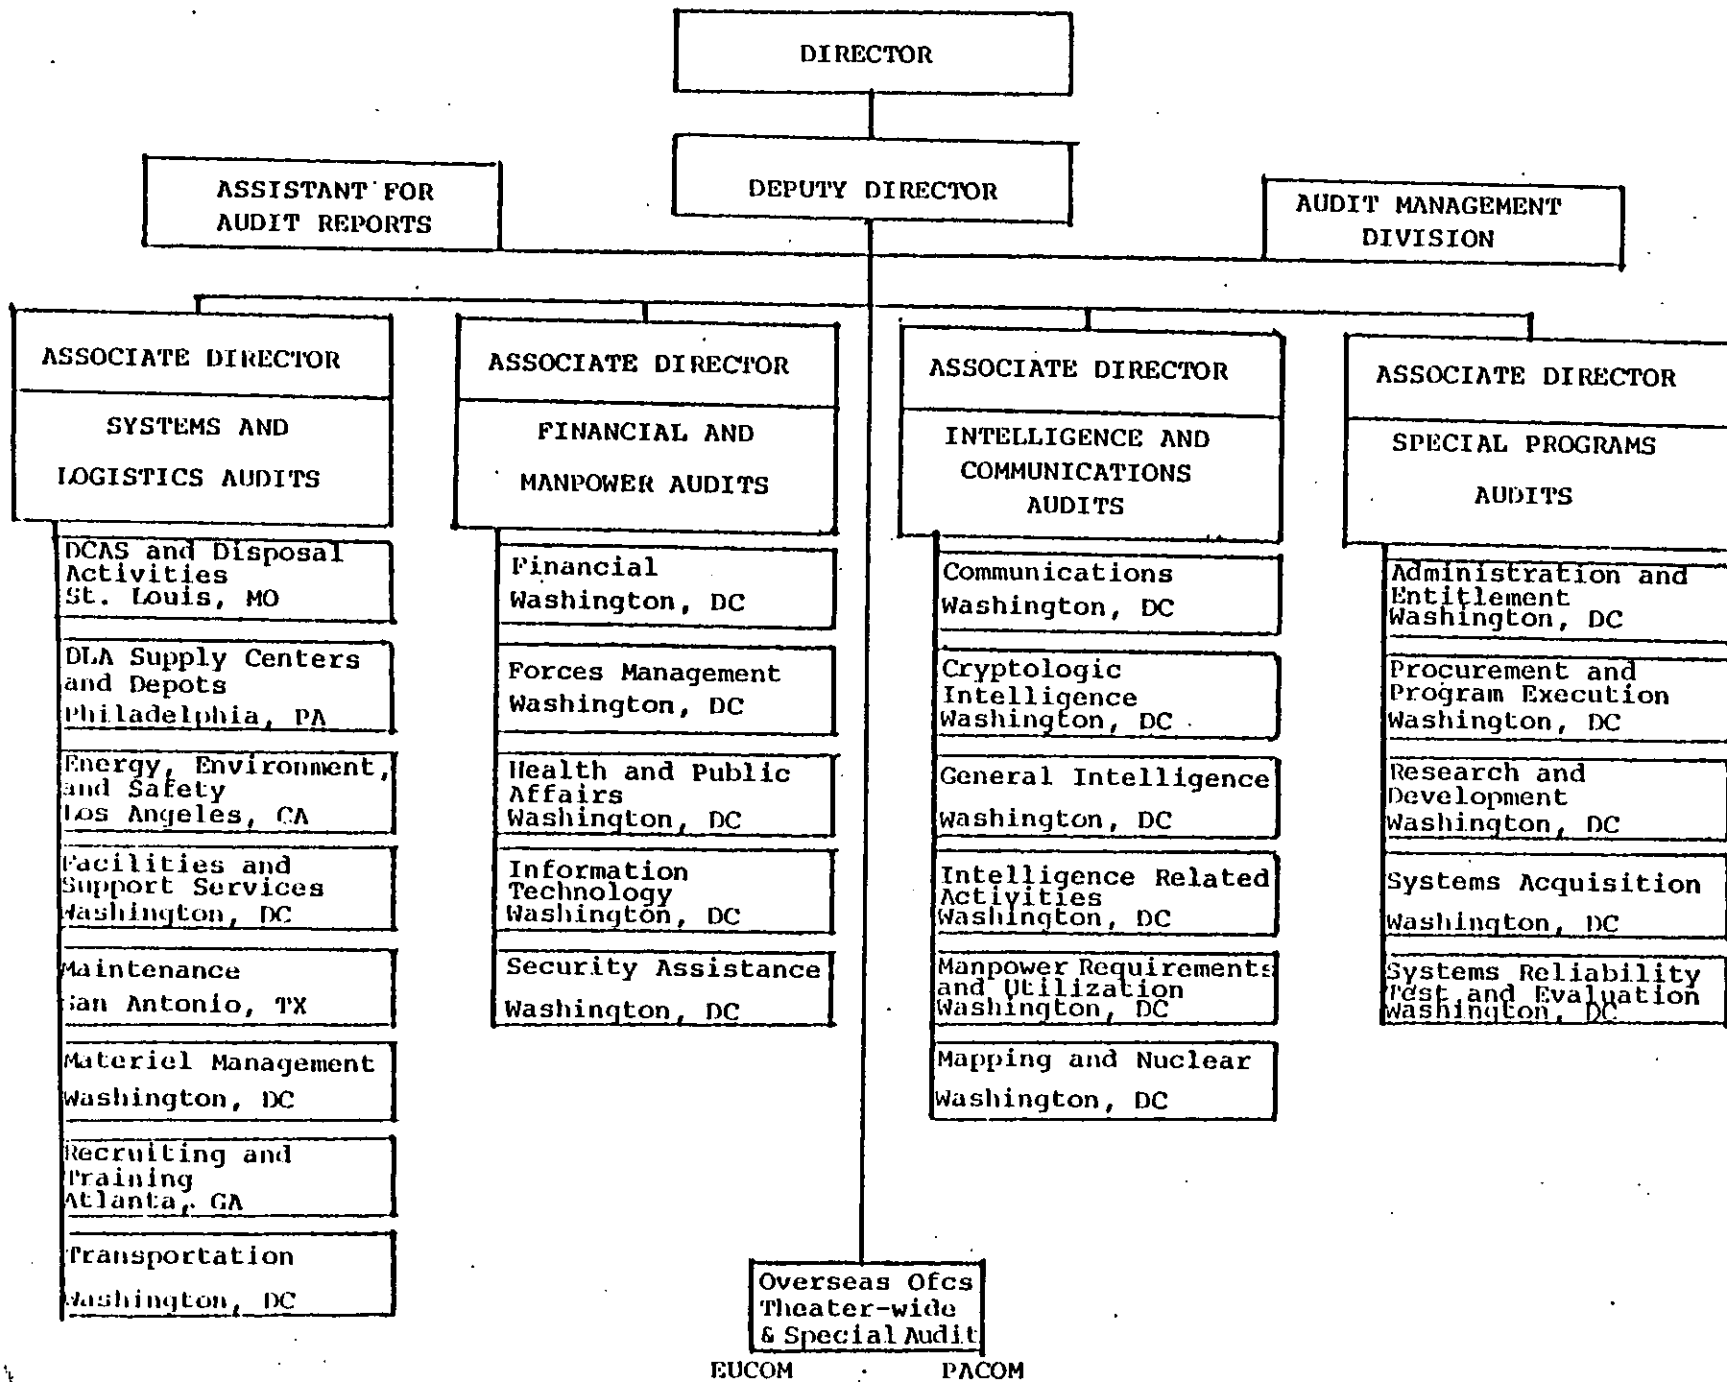 DIRECTOR
DEPUTY DIRECTOR
ASSISTANT FOR
AUDIT REPORTS
AUDIT MANAGEMENT
DIVISION
ASSOCIATE DIRECTOR
SYSTEMS AND
LOGISTICS AUDITS
DCAS and Disposal
Activities
St. Louis, MO
DLA Supply Centers
and Depots
Philadelphia, PA
Energy, Environment,
and Safety
Los Angeles, CA
Facilities and
Support Services
Washington, DC
Maintenance
San Antonio, TX
Materiel Management
Washington, DC
Recruiting and
Training
Atlanta, GA
Transportation
Washington, DC
ASSOCIATE DIRECTOR
FINANCIAL AND
MANPOWER AUDITS
Financial
Washington, DC
Forces Management
Washington, DC
Health and Public
Affairs
Washington, DC
Information
Technology
Washington, DC
Security Assistance
Washington, DC
ASSOCIATE DIRECTOR
INTELLIGENCE AND
COMMUNICATIONS
AUDITS
Communications
Washington, DC
Cryptologic
Intelligence
Washington, DC
General Intelligence
Washington, DC
Intelligence Related
Activities
Washington, DC
Manpower Requirements
and Utilization
Washington, DC
Mapping and Nuclear
Washington, DC
ASSOCIATE DIRECTOR
SPECIAL PROGRAMS
AUDITS
Administration and
Entitlement
Washington, DC
Procurement and
Program Execution
Washington, DC
Research and
Development
Washington, DC
Systems Acquisition
Washington, DC
Systems Reliability
Test and Evaluation
Washington, DC
Overseas Ofcs
Theater-wide
& Special Audit
EUCOM PACOM